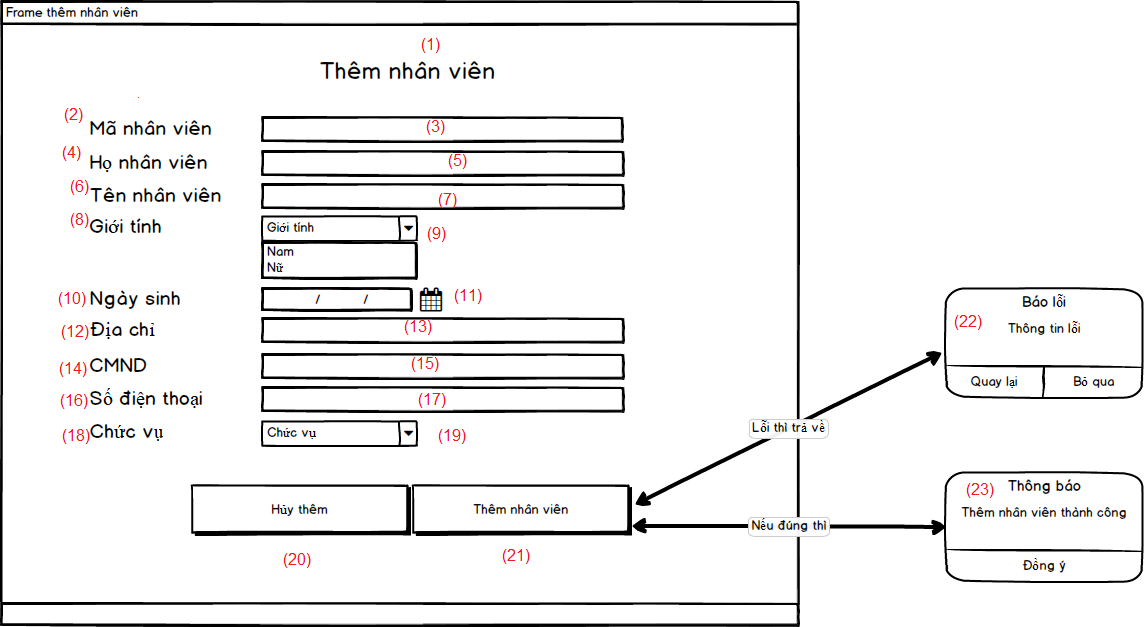 Frame thêm nhân viên
(1)
Thêm nhân viên
(2) Mã nhân viên (3)
(4) Họ nhân viên (5)
(6) Tên nhân viên (7)
(8) Giới tính Giới tính (9)
Nam
Nữ
(10) Ngày sinh / / (11)
(12) Địa chỉ (13)
(14) CMND (15)
(16) Số điện thoại (17)
(18) Chức vụ Chức vụ (19)
Hủy thêm Thêm nhân viên
(20) (21)
Báo lỗi
(22) Thông tin lỗi
Quay lại Bỏ qua
Lỗi thì trả về
(23) Thông báo
Thêm nhân viên thành công
Đồng ý
Nếu đúng thì